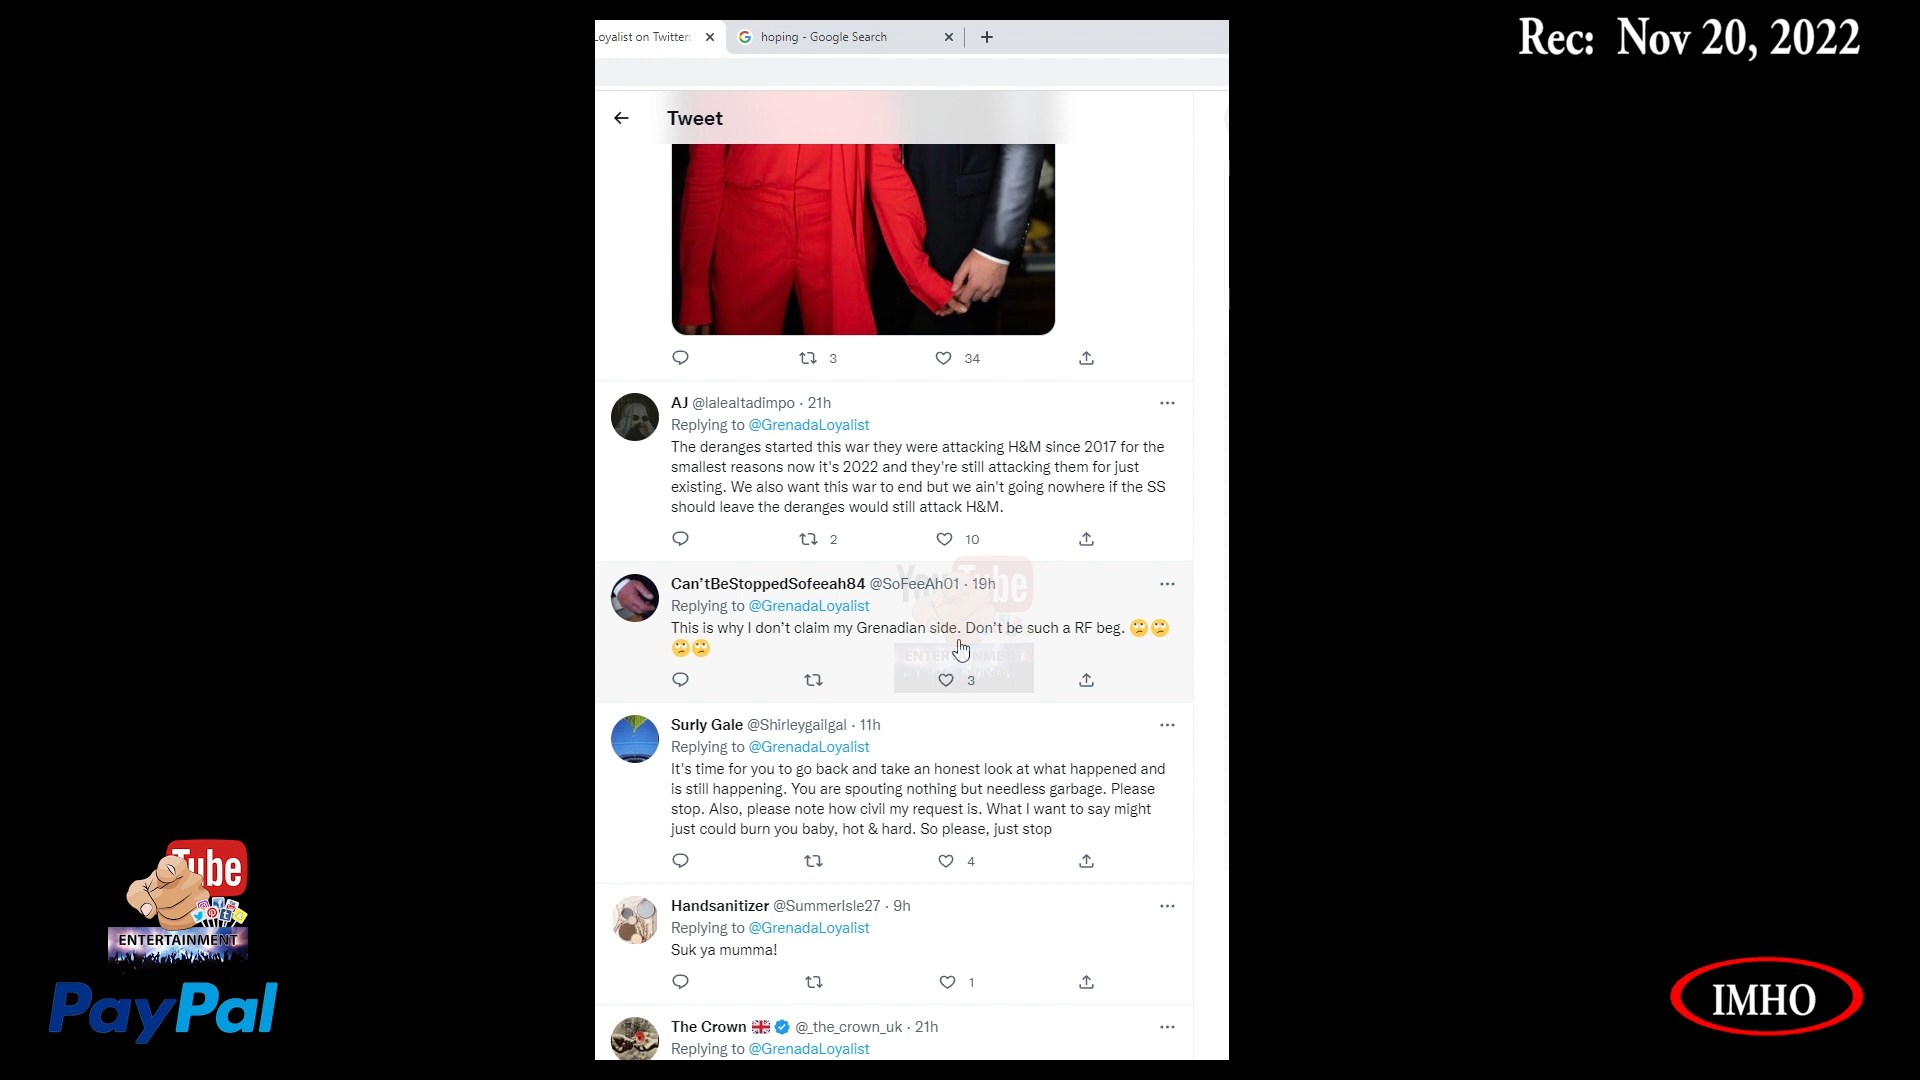 Rec: Nov 20, 2022
Loyalist on Twitter:
hoping - Google Search
Tweet
3
34
AJ @lalealtadimpo · 21h
Replying to @GrenadaLoyalist
The deranges started this war they were attacking H&M since 2017 for the
smallest reasons now it's 2022 and they're still attacking them for just
existing. We also want this war to end but we ain't going nowhere if the SS
should leave the deranges would still attack H&M.
2
10
Can'tBeStoppedSofeeah84 @SoFeeAh01 · 19h
Replying to @GrenadaLoyalist
This is why I don't claim my Grenadian side. Don't be such a RF beg. 🙄🙄
🙄🙄
3
YouTube
ENTERTAINMENT
Surly Gale @Shirleygailgal · 11h
Replying to @GrenadaLoyalist
It's time for you to go back and take an honest look at what happened and
is still happening. You are spouting nothing but needless garbage. Please
stop. Also, please note how civil my request is. What I want to say might
just could burn you baby, hot & hard. So please, just stop
4
Handsanitizer @SummerIsle27 · 9h
Replying to @GrenadaLoyalist
Suk ya mumma!
1
The Crown 🇬🇧 @_the_crown_uk · 21h
Replying to @GrenadaLoyalist
Tube
ENTERTAINMENT
PayPal
IMHO